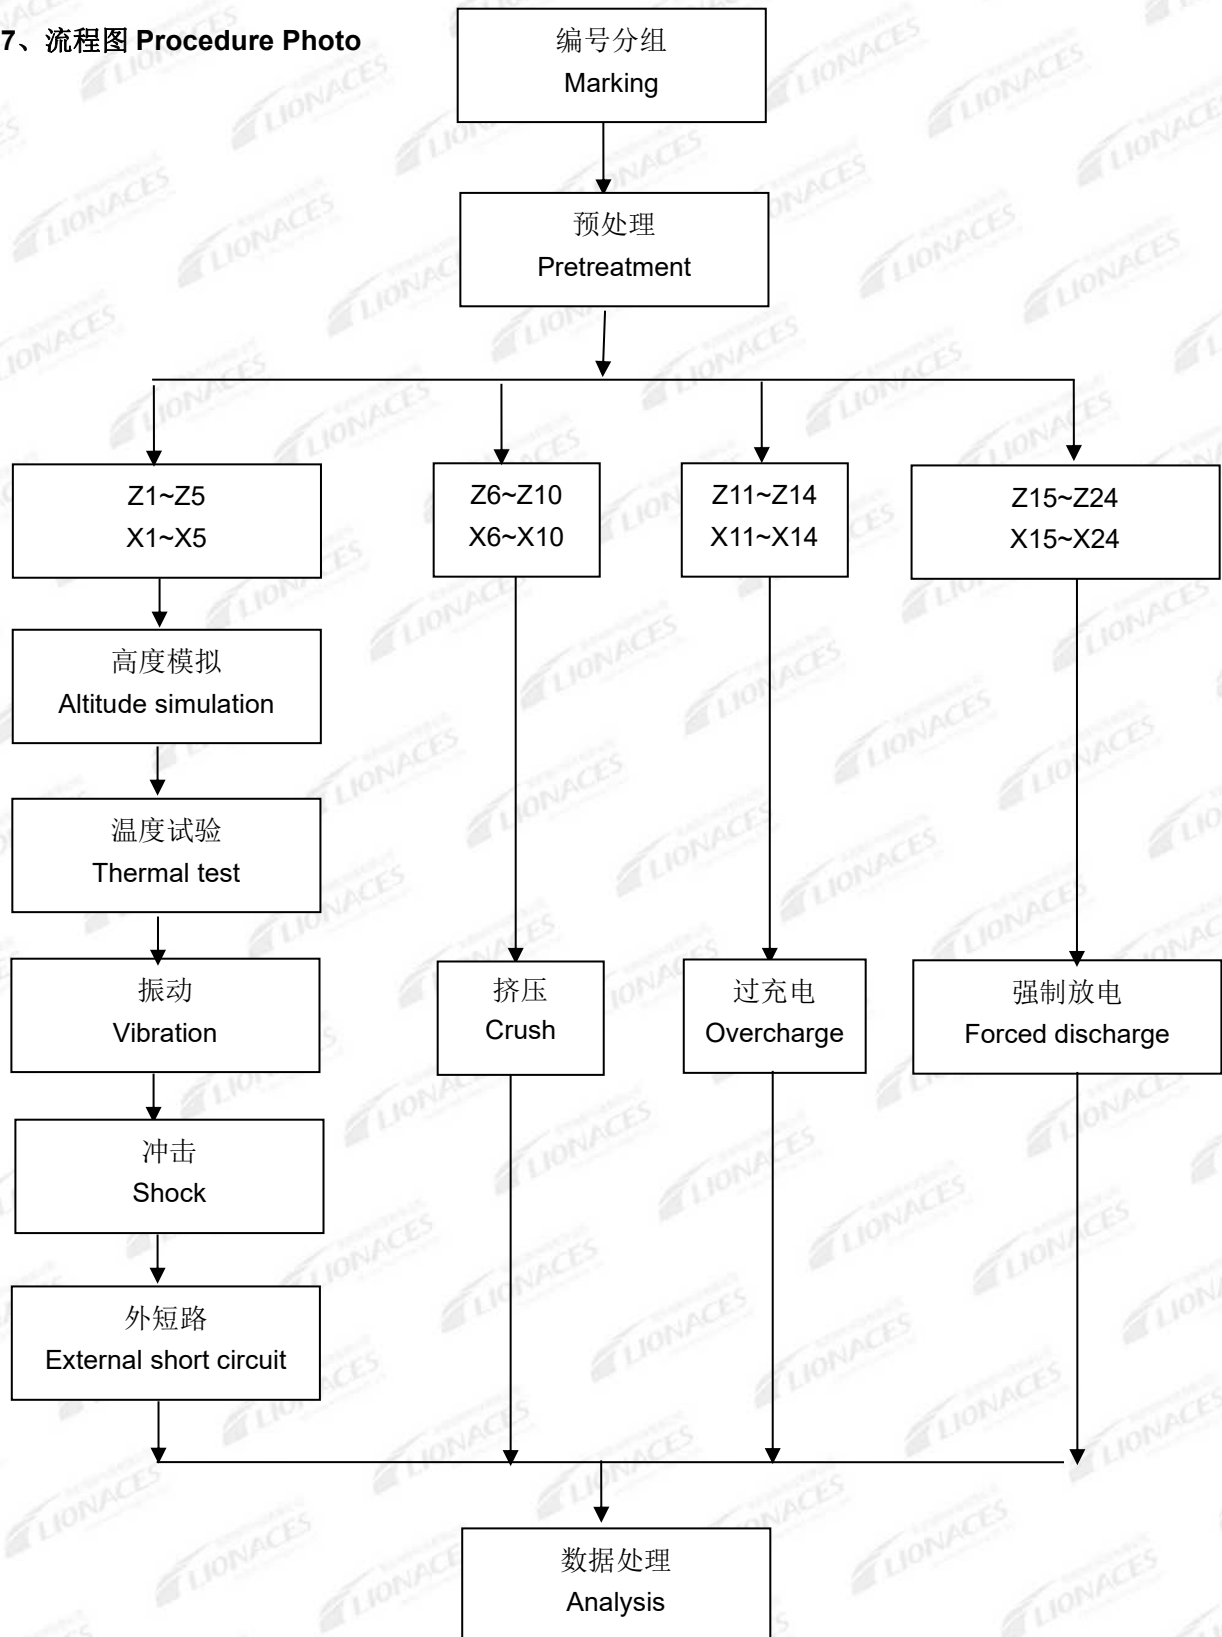 7、流程图 Procedure Photo
编号分组
Marking
预处理
Pretreatment
Z1~Z5
X1~X5
Z6~Z10
X6~X10
Z11~Z14
X11~X14
Z15~Z24
X15~X24
高度模拟
Altitude simulation
温度试验
Thermal test
振动
Vibration
挤压
Crush
过充电
Overcharge
强制放电
Forced discharge
冲击
Shock
外短路
External short circuit
数据处理
Analysis
LIONACES